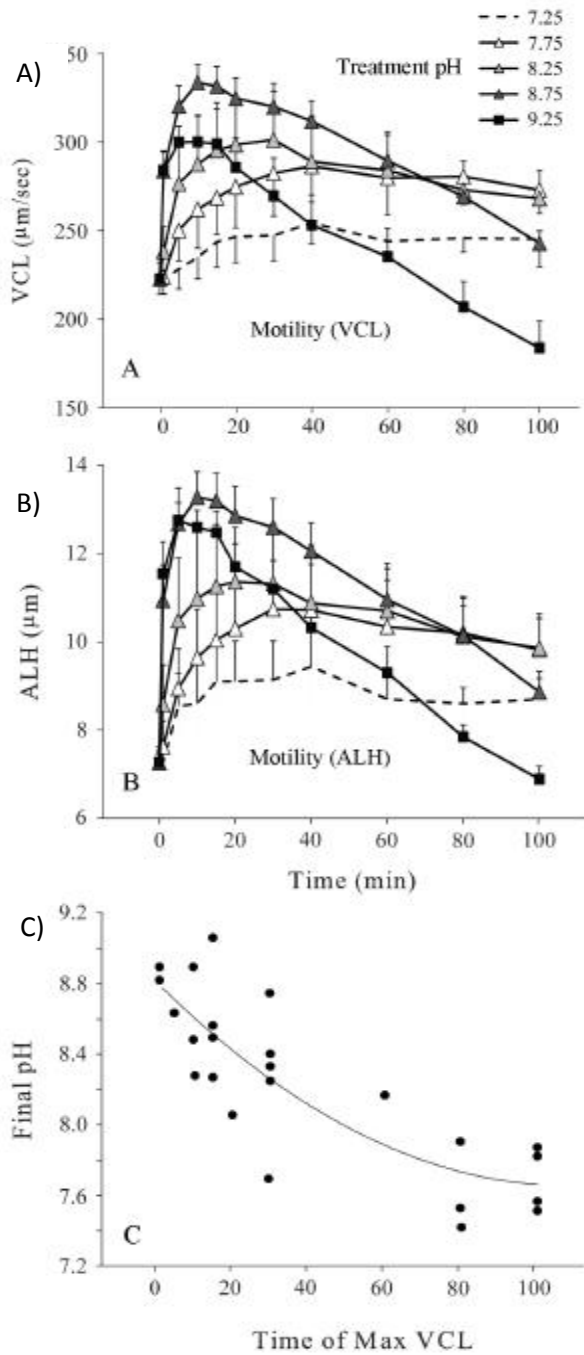 A)
350
300
250
200
150
VCL (µm/sec)
Treatment pH
7.25
7.75
8.25
8.75
9.25
Motility (VCL)
A
0 20 40 60 80 100
B)
14
12
10
8
6
ALH (µm)
Motility (ALH)
B
0 20 40 60 80 100
Time (min)
C)
9.2
8.8
8.4
8.0
7.6
7.2
Final pH
C
0 20 40 60 80 100
Time of Max VCL